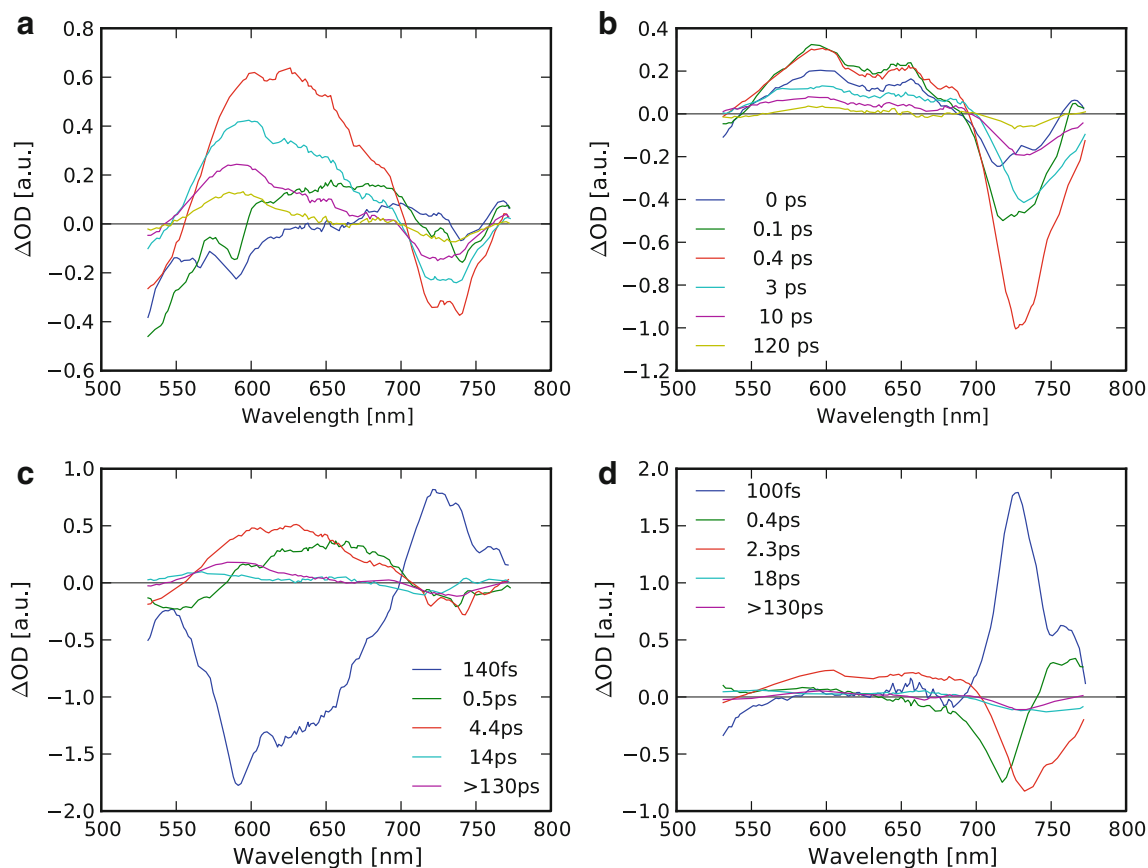 a
0.8
0.6
0.4
0.2
0.0
−0.2
−0.4
−0.6
ΔOD [a.u.]
500 550 600 650 700 750 800
Wavelength [nm]
b
0.4
0.2
0.0
−0.2
−0.4
−0.6
−0.8
−1.0
−1.2
ΔOD [a.u.]
0 ps
0.1 ps
0.4 ps
3 ps
10 ps
120 ps
500 550 600 650 700 750 800
Wavelength [nm]
c
1.0
0.5
0.0
−0.5
−1.0
−1.5
−2.0
ΔOD [a.u.]
140fs
0.5ps
4.4ps
14ps
>130ps
500 550 600 650 700 750 800
Wavelength [nm]
d
2.0
1.5
1.0
0.5
0.0
−0.5
−1.0
ΔOD [a.u.]
100fs
0.4ps
2.3ps
18ps
>130ps
500 550 600 650 700 750 800
Wavelength [nm]